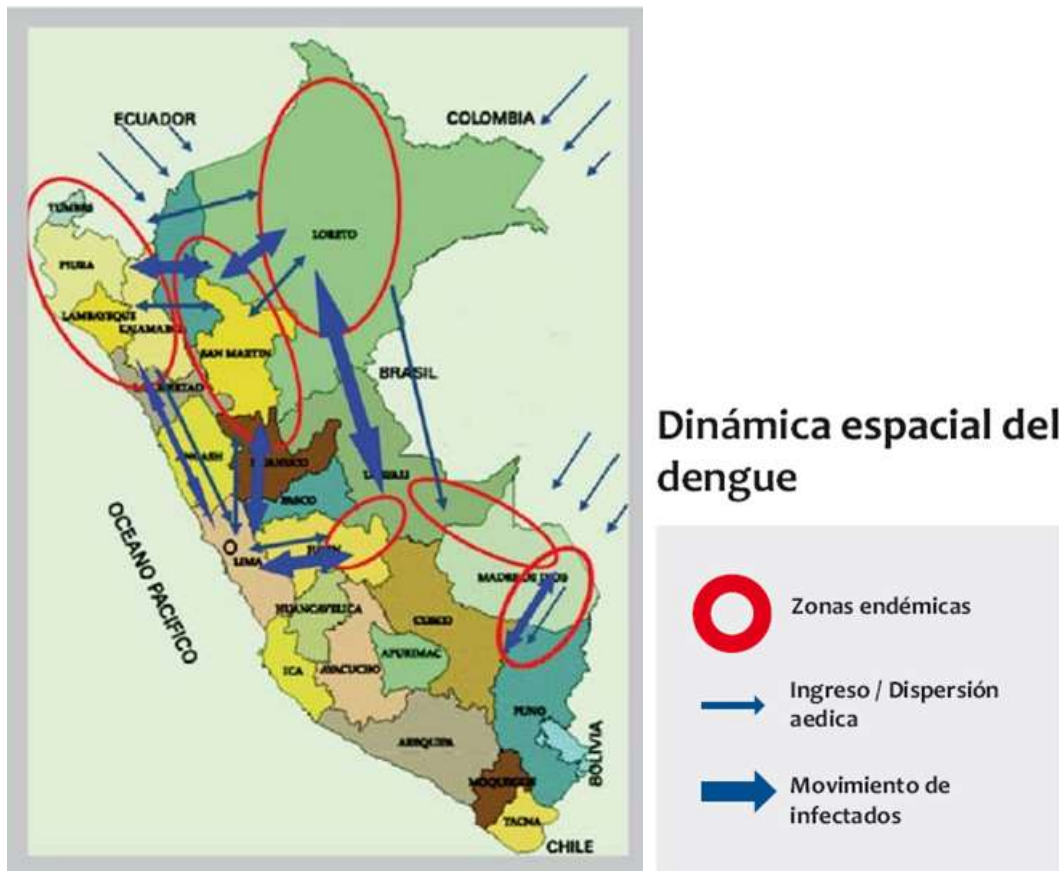 ECUADOR
COLOMBIA
TUMBES
LORETO
PIURA
LAMBAYEQUE
CAJAMARCA
SAN MARTIN
BRASIL
HUANUCO
UCAYALI
PASCO
OCEANO PACIFICO
LIMA
JUNIN
MADRE DE DIOS
HUANCAVELICA
CUSCO
APURIMAC
ICA
AYACUCHO
PUNO
AREQUIPA
BOLIVIA
MOQUEGUA
TACNA
CHILE
Dinámica espacial del
dengue
Zonas endémicas
Ingreso / Dispersión
aedica
Movimiento de
infectados